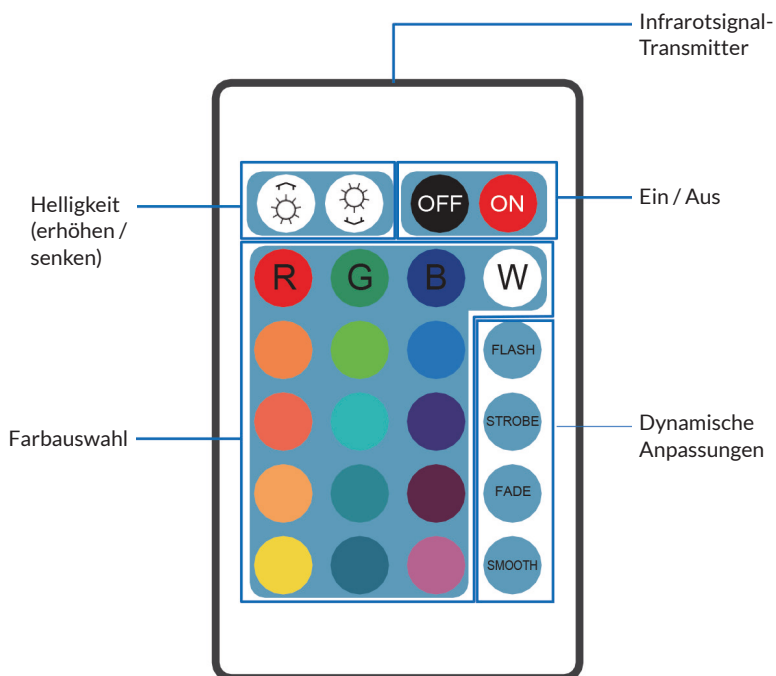 Infrarotsignal-
Transmitter
Helligkeit
(erhöhen /
senken)
OFF ON
Ein / Aus
R G B W
FLASH
STROBE
Farbauswahl
Dynamische
Anpassungen
FADE
SMOOTH